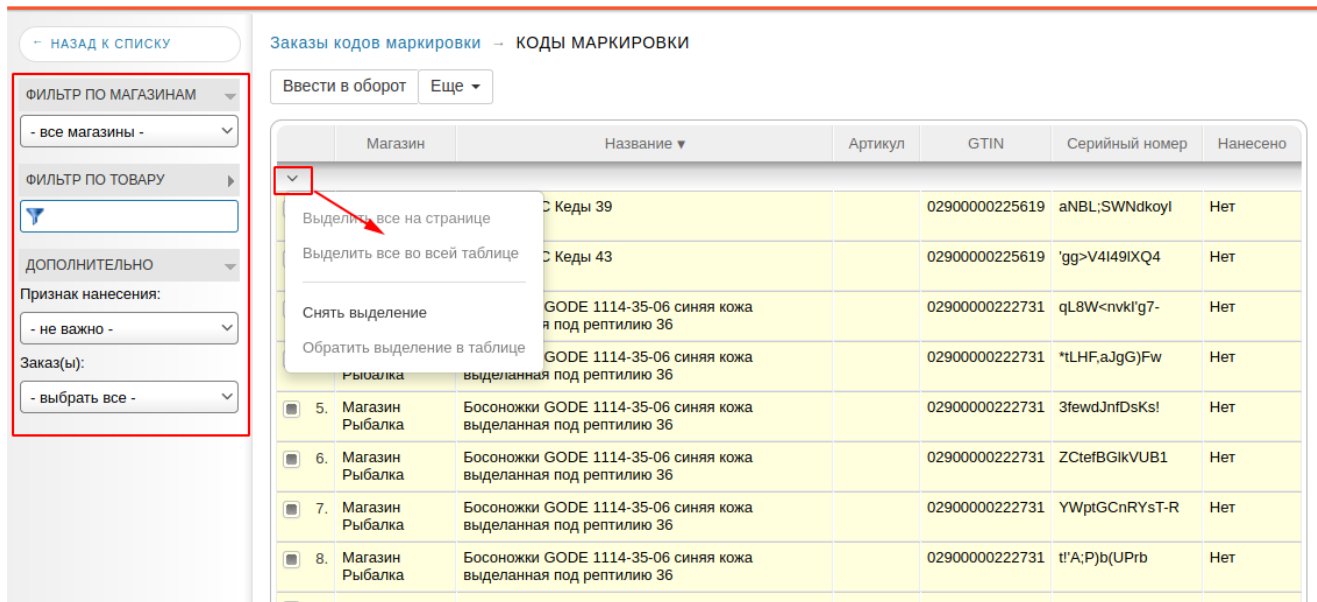 ← НАЗАД К СПИСКУ
Заказы кодов маркировки → КОДЫ МАРКИРОВКИ
Ввести в оборот Еще
ФИЛЬТР ПО МАГАЗИНАМ
- все магазины -
ФИЛЬТР ПО ТОВАРУ
ДОПОЛНИТЕЛЬНО
Признак нанесения:
- не важно -
Заказ(ы):
- выбрать все -
Магазин Название ▼ Артикул GTIN Серийный номер Нанесено
Выделить все на странице
Выделить все во всей таблице
Снять выделение
Обратить выделение в таблице
С Кеды 39 02900000225619 aNBL;SWNdkoyI Нет
С Кеды 43 02900000225619 'gg>V4I49IXQ4 Нет
GODE 1114-35-06 синяя кожа 02900000222731 qL8W<nvkI'g7- Нет
под рептилию 36
GODE 1114-35-06 синяя кожа 02900000222731 *tLHF,aJgG)Fw Нет
Рыбалка выделанная под рептилию 36
5. Магазин Босоножки GODE 1114-35-06 синяя кожа 02900000222731 3fewdJnfDsKs! Нет
Рыбалка выделанная под рептилию 36
6. Магазин Босоножки GODE 1114-35-06 синяя кожа 02900000222731 ZCtefBGIkVUB1 Нет
Рыбалка выделанная под рептилию 36
7. Магазин Босоножки GODE 1114-35-06 синяя кожа 02900000222731 YWptGCnRYsT-R Нет
Рыбалка выделанная под рептилию 36
8. Магазин Босоножки GODE 1114-35-06 синяя кожа 02900000222731 t!'A;P)b(UPrb Нет
Рыбалка выделанная под рептилию 36